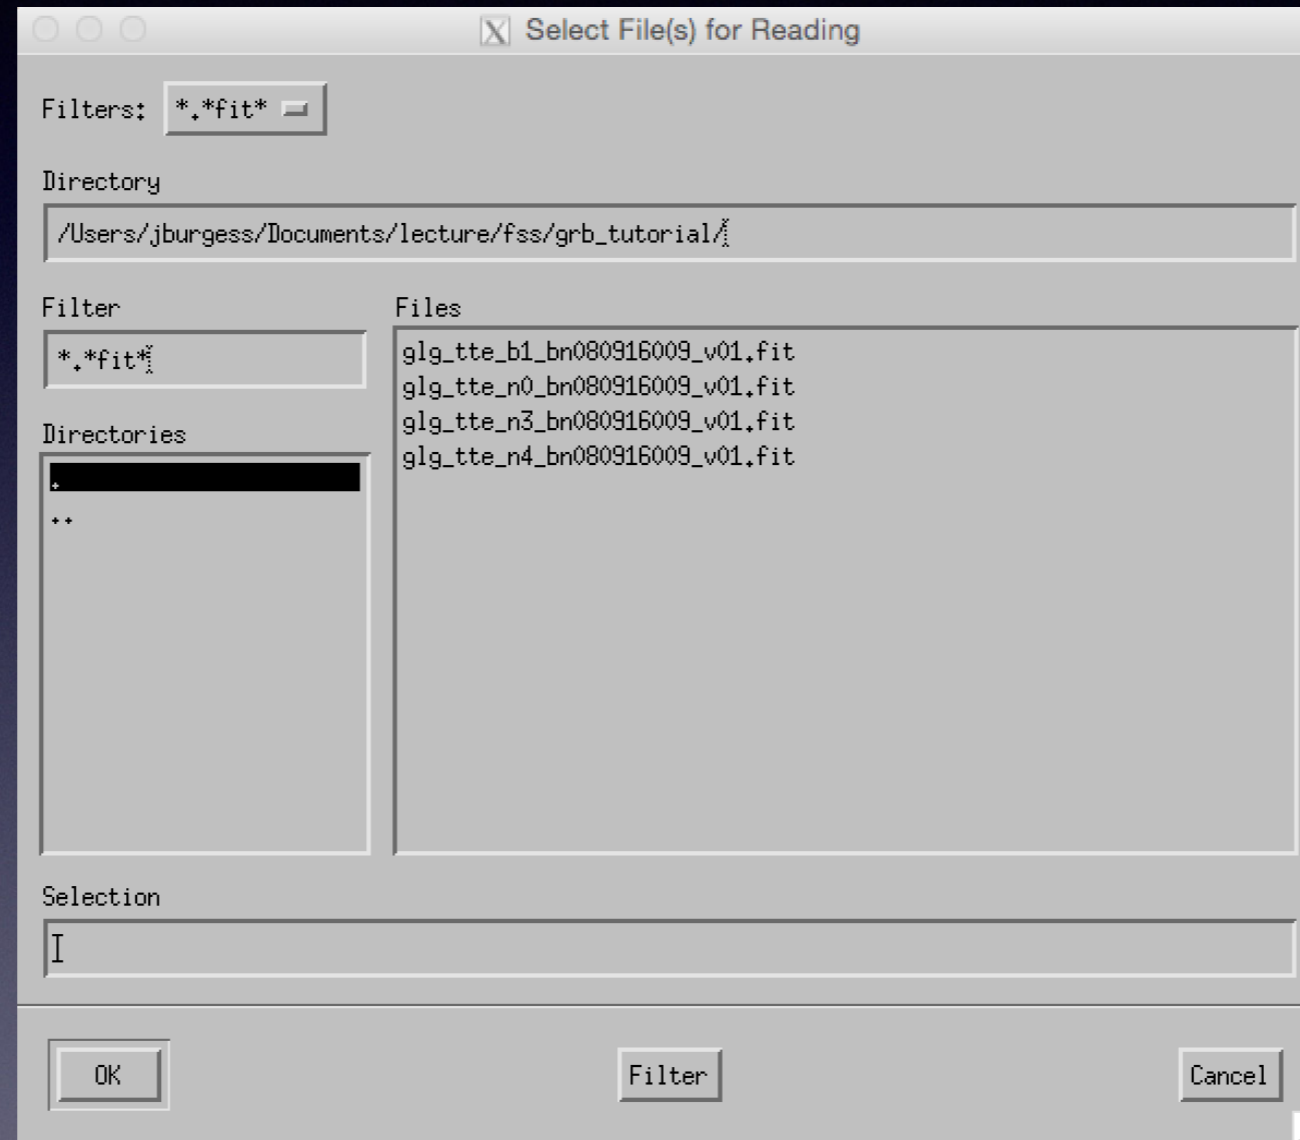 X Select File(s) for Reading
Filters: *.*fit*
Directory
/Users/jburgess/Documents/lecture/fss/grb_tutorial/
Filter
*.*fit*
Files
glg_tte_b1_bn080916009_v01.fit
glg_tte_n0_bn080916009_v01.fit
glg_tte_n3_bn080916009_v01.fit
glg_tte_n4_bn080916009_v01.fit
Directories
.
..
Selection
OK Filter Cancel